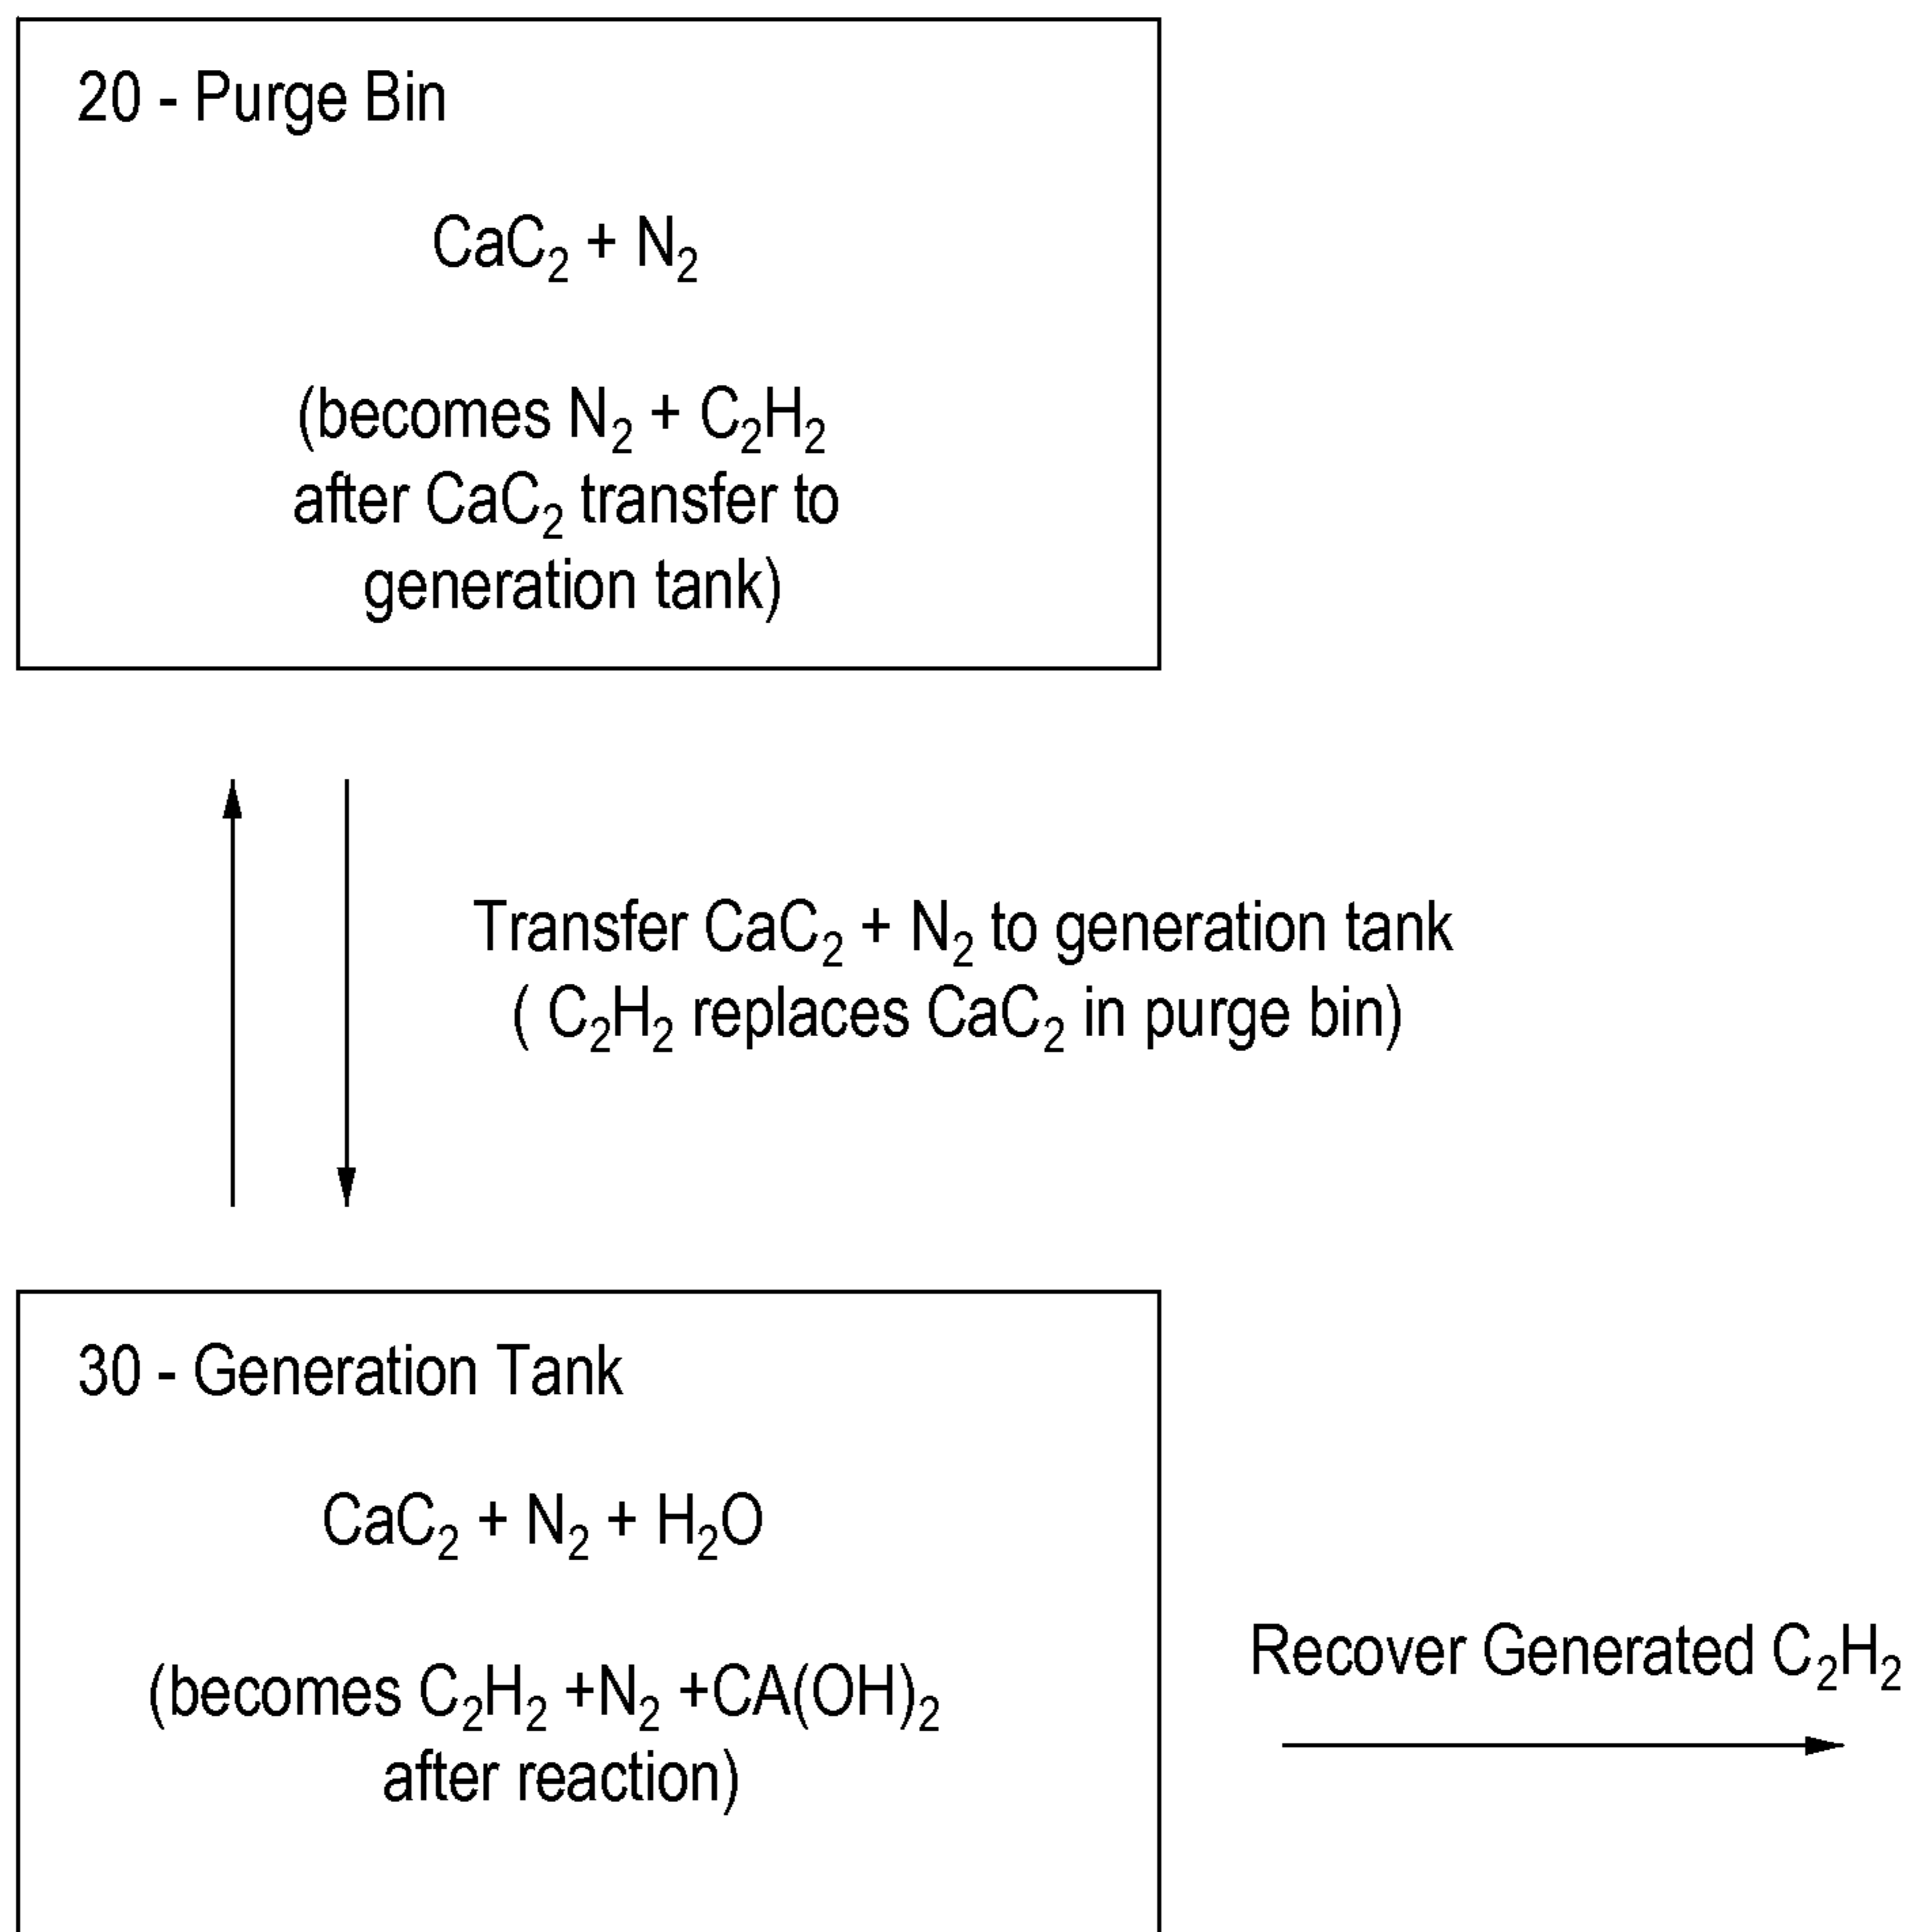 20 - Purge Bin
CaC₂ + N₂
(becomes N₂ + C₂H₂
after CaC₂ transfer to
generation tank)
Transfer CaC₂ + N₂ to generation tank
( C₂H₂ replaces CaC₂ in purge bin)
30 - Generation Tank
CaC₂ + N₂ + H₂O
(becomes C₂H₂ +N₂ +CA(OH)₂
after reaction)
Recover Generated C₂H₂